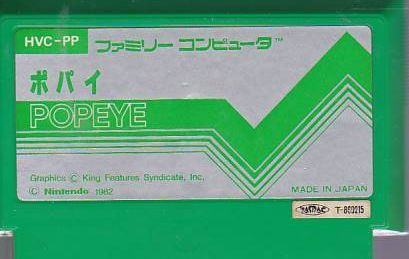 HVC-PP ファミリー コンピュータ™
ポパイ
POPEYE
Graphics © King Features Syndicate, Inc.
© Nintendo 1982
MADE IN JAPAN